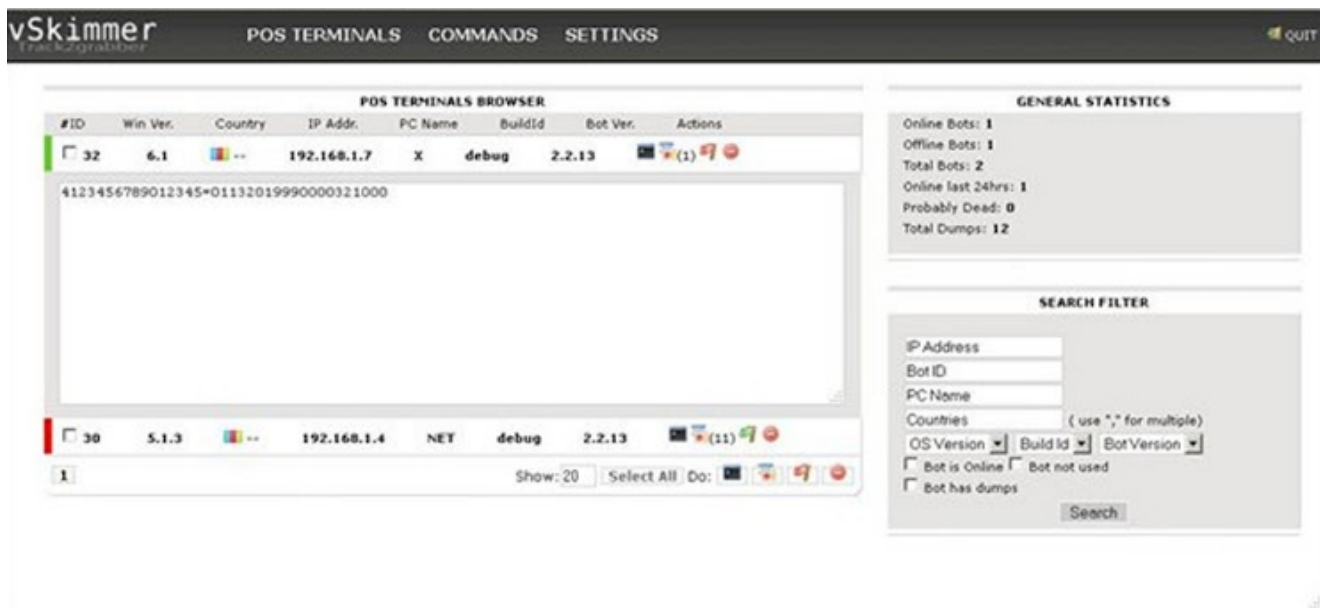 vSkimmer
Track2grabber
POS TERMINALS COMMANDS SETTINGS
QUIT
POS TERMINALS BROWSER
#ID Win Ver. Country IP Addr. PC Name BuildId Bot Ver. Actions
32 6.1 -- 192.168.1.7 X debug 2.2.13 (1)
4123456789012345=01132019990000321000
30 5.1.3 -- 192.168.1.4 NET debug 2.2.13 (11)
1 Show: 20 Select All Do:
GENERAL STATISTICS
Online Bots: 1
Offline Bots: 1
Total Bots: 2
Online last 24hrs: 1
Probably Dead: 0
Total Dumps: 12
SEARCH FILTER
IP Address
Bot ID
PC Name
Countries ( use "," for multiple)
OS Version Build Id Bot Version
Bot is Online Bot not used
Bot has dumps
Search